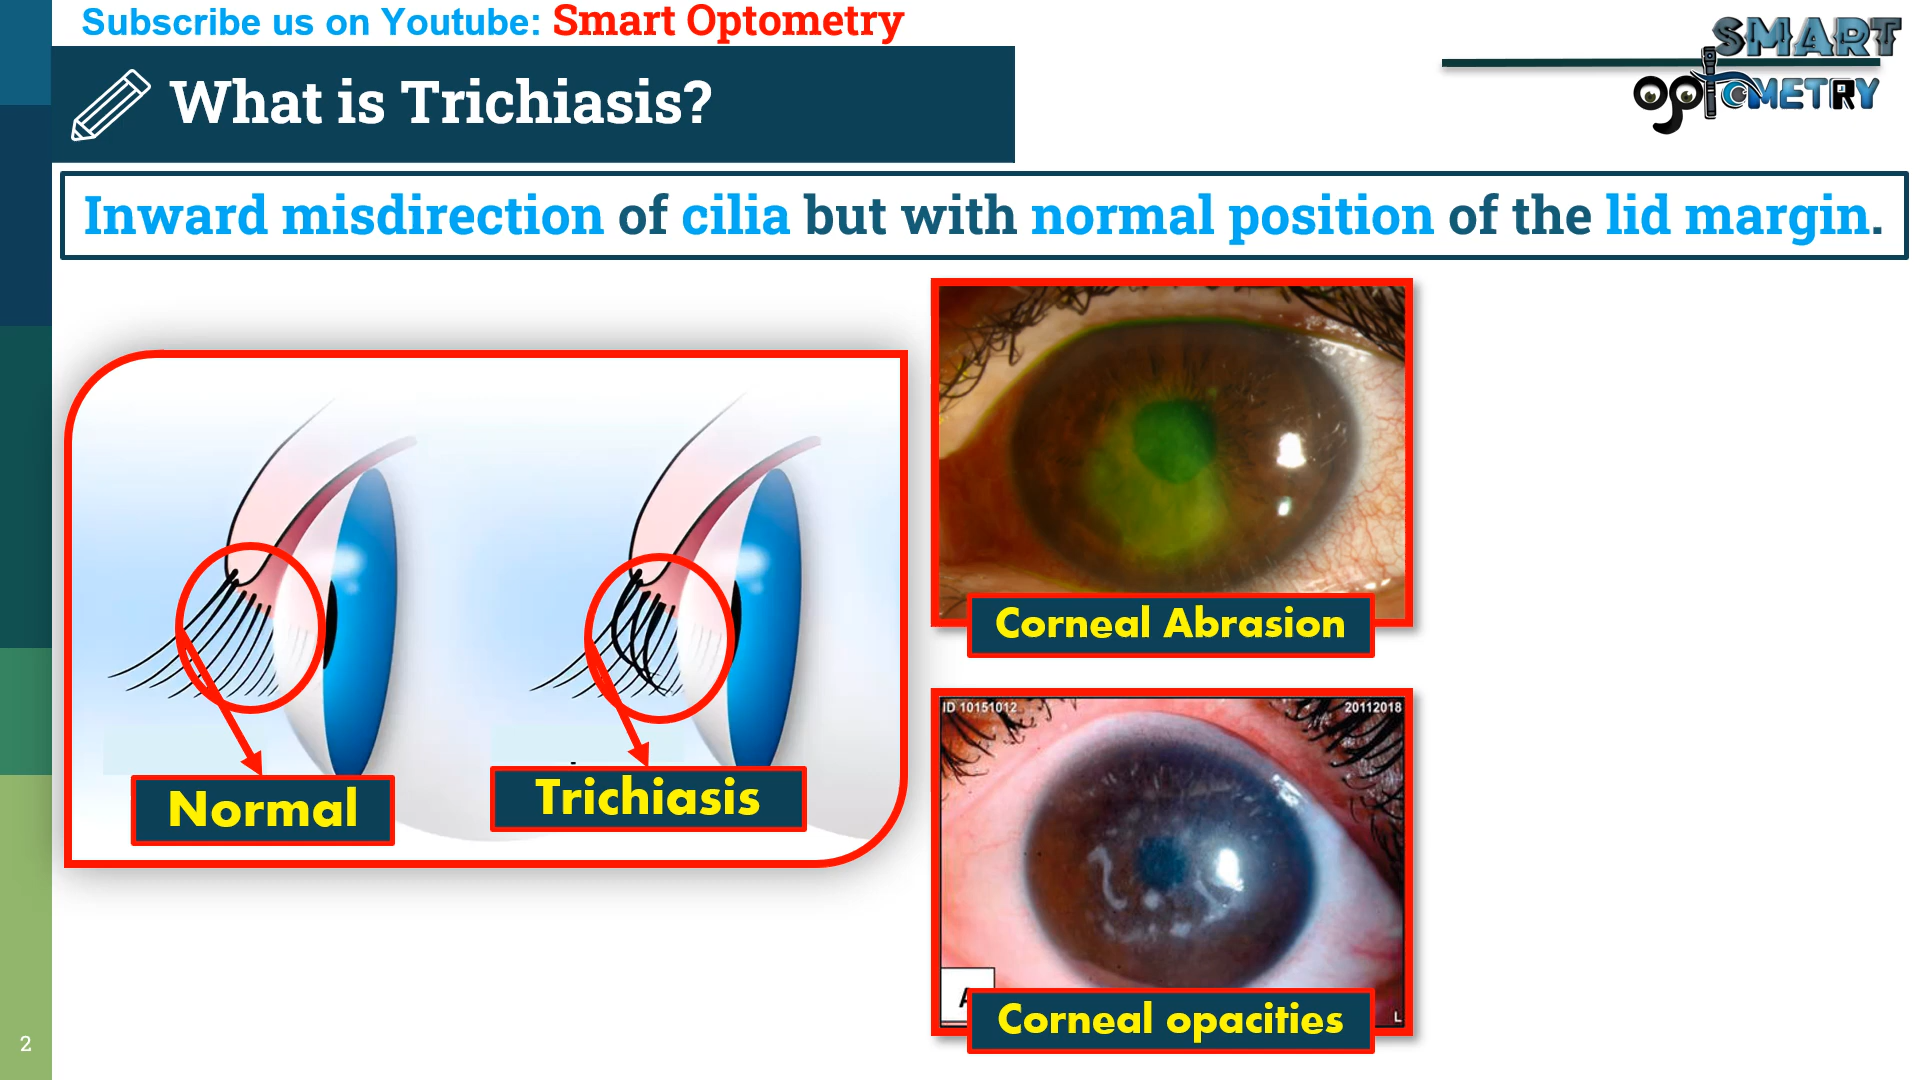 Subscribe us on Youtube: Smart Optometry
SMART
OPTOMETRY
What is Trichiasis?
Inward misdirection of cilia but with normal position of the lid margin.
Normal
Trichiasis
Corneal Abrasion
ID 10151012
20112018
A
L
Corneal opacities
2